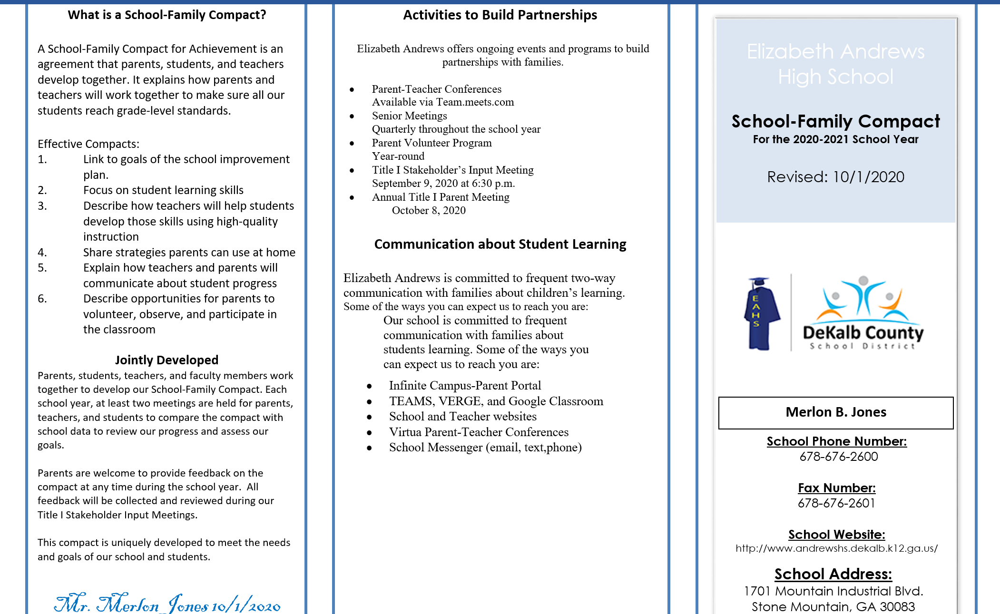 What is a School-Family Compact?
A School-Family Compact for Achievement is an
agreement that parents, students, and teachers
develop together. It explains how parents and
teachers will work together to make sure all our
students reach grade-level standards.
Effective Compacts:
1. Link to goals of the school improvement
plan.
2. Focus on student learning skills
3. Describe how teachers will help students
develop those skills using high-quality
instruction
4. Share strategies parents can use at home
5. Explain how teachers and parents will
communicate about student progress
6. Describe opportunities for parents to
volunteer, observe, and participate in
the classroom
Jointly Developed
Parents, students, teachers, and faculty members work
together to develop our School-Family Compact. Each
school year, at least two meetings are held for parents,
teachers, and students to compare the compact with
school data to review our progress and assess our
goals.
Parents are welcome to provide feedback on the
compact at any time during the school year.  All
feedback will be collected and reviewed during our
Title I Stakeholder Input Meetings.
This compact is uniquely developed to meet the needs
and goals of our school and students.
Mr. Merlon Jones 10/1/2020
Activities to Build Partnerships
Elizabeth Andrews offers ongoing events and programs to build
partnerships with families.
• Parent-Teacher Conferences
Available via Team.meets.com
• Senior Meetings
Quarterly throughout the school year
• Parent Volunteer Program
Year-round
• Title I Stakeholder’s Input Meeting
September 9, 2020 at 6:30 p.m.
• Annual Title I Parent Meeting
October 8, 2020
Communication about Student Learning
Elizabeth Andrews is committed to frequent two-way
communication with families about children’s learning.
Some of the ways you can expect us to reach you are:
Our school is committed to frequent
communication with families about
students learning. Some of the ways you
can expect us to reach you are:
• Infinite Campus-Parent Portal
• TEAMS, VERGE, and Google Classroom
• School and Teacher websites
• Virtua Parent-Teacher Conferences
• School Messenger (email, text,phone)
Elizabeth Andrews
High School
School-Family Compact
For the 2020-2021 School Year
Revised: 10/1/2020
EAHS
DeKalb County
School District
Merlon B. Jones
School Phone Number:
678-676-2600
Fax Number:
678-676-2601
School Website:
http://www.andrewshs.dekalb.k12.ga.us/
School Address:
1701 Mountain Industrial Blvd.
Stone Mountain, GA 30083